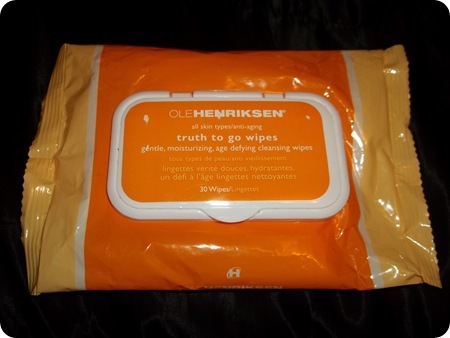 OLEHENRIKSEN®
all skin types/anti-aging
truth to go wipes
gentle, moisturizing, age defying cleansing wipes
tous types de peau/anti vieillissement
lingettes vérité douces, hydratantes,
un défi à l'âge lingettes nettoyantes
30 Wipes/Lingettes
H
HENRIKSEN